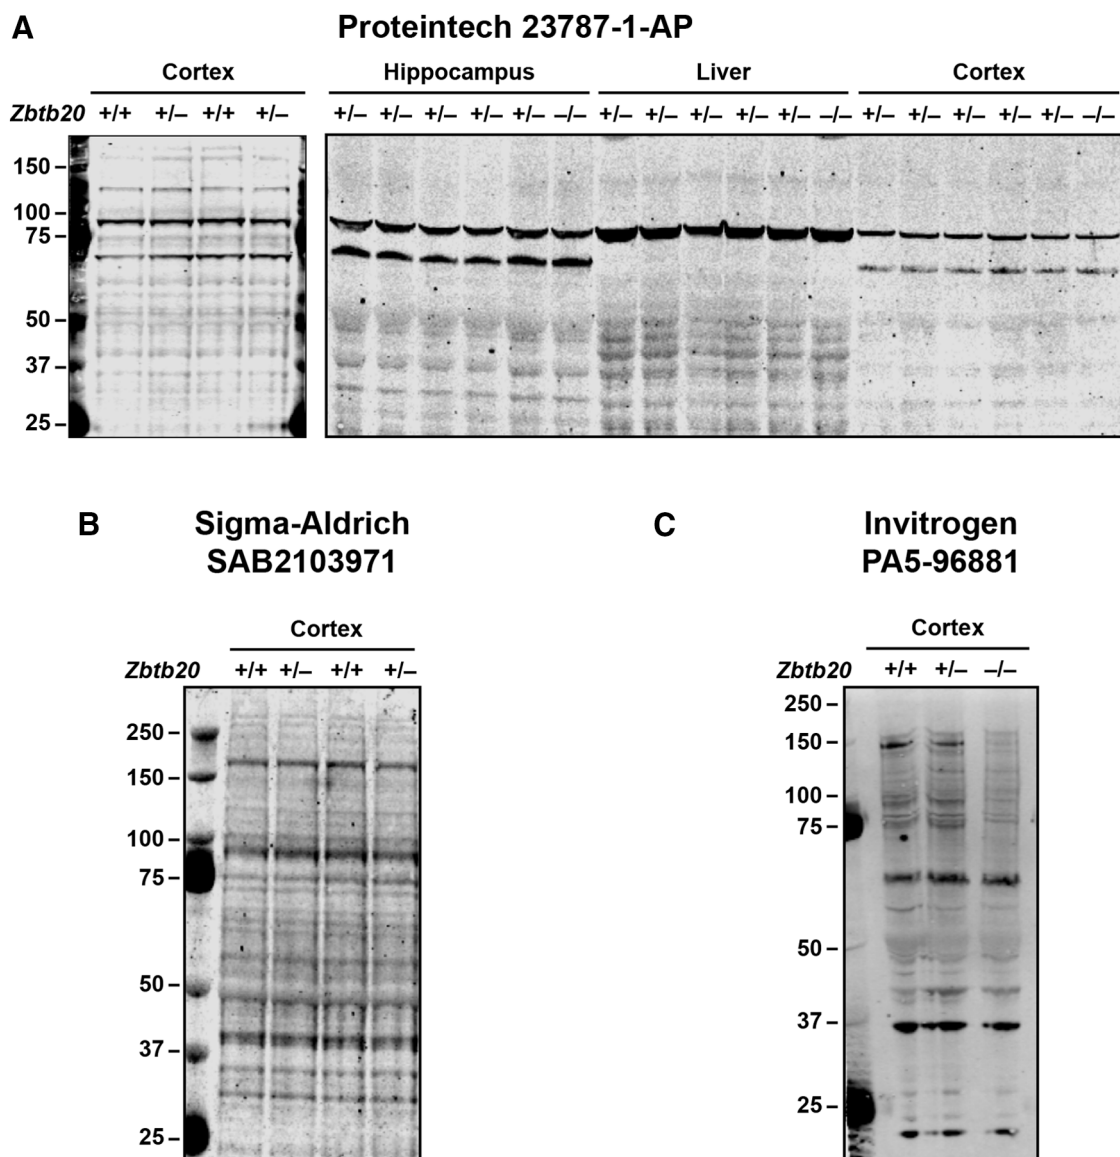 A
Proteintech 23787-1-AP
Cortex
Hippocampus
Liver
Cortex
Zbtb20 +/+ +/– +/+ +/–
+/– +/– +/– +/– +/– –/– +/– +/– +/– +/– +/– –/– +/– +/– +/– +/– +/– –/–
150
100
75
50
37
25
B
Sigma-Aldrich
SAB2103971
Cortex
Zbtb20 +/+ +/– +/+ +/–
250
150
100
75
50
37
25
C
Invitrogen
PA5-96881
Cortex
Zbtb20 +/+ +/– –/–
250
150
100
75
50
37
25